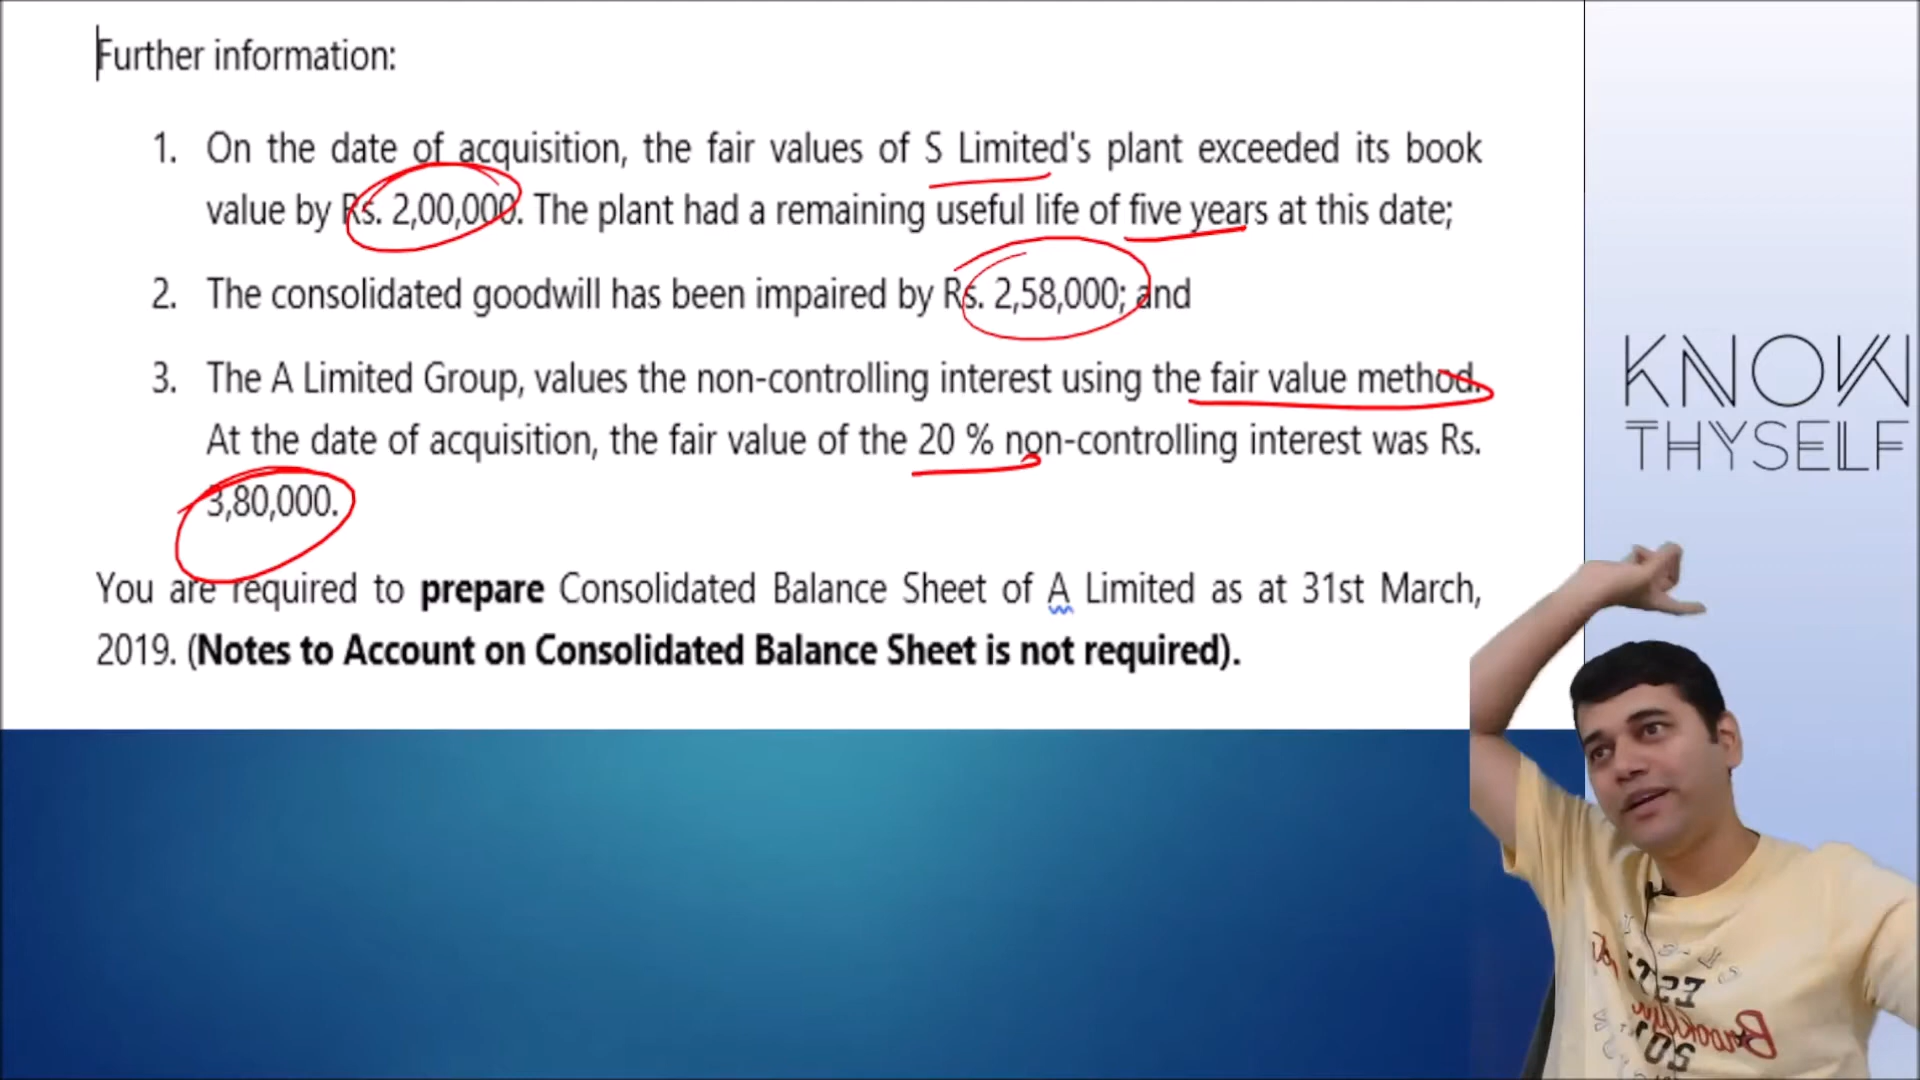 Further information:
1. On the date of acquisition, the fair values of S Limited's plant exceeded its book
value by Rs. 2,00,000. The plant had a remaining useful life of five years at this date;
2. The consolidated goodwill has been impaired by Rs. 2,58,000; and
3. The A Limited Group, values the non-controlling interest using the fair value method.
At the date of acquisition, the fair value of the 20 % non-controlling interest was Rs.
3,80,000.
You are required to prepare Consolidated Balance Sheet of A Limited as at 31st March,
2019. (Notes to Account on Consolidated Balance Sheet is not required).
KNOW
THYSELF
Brooklyn